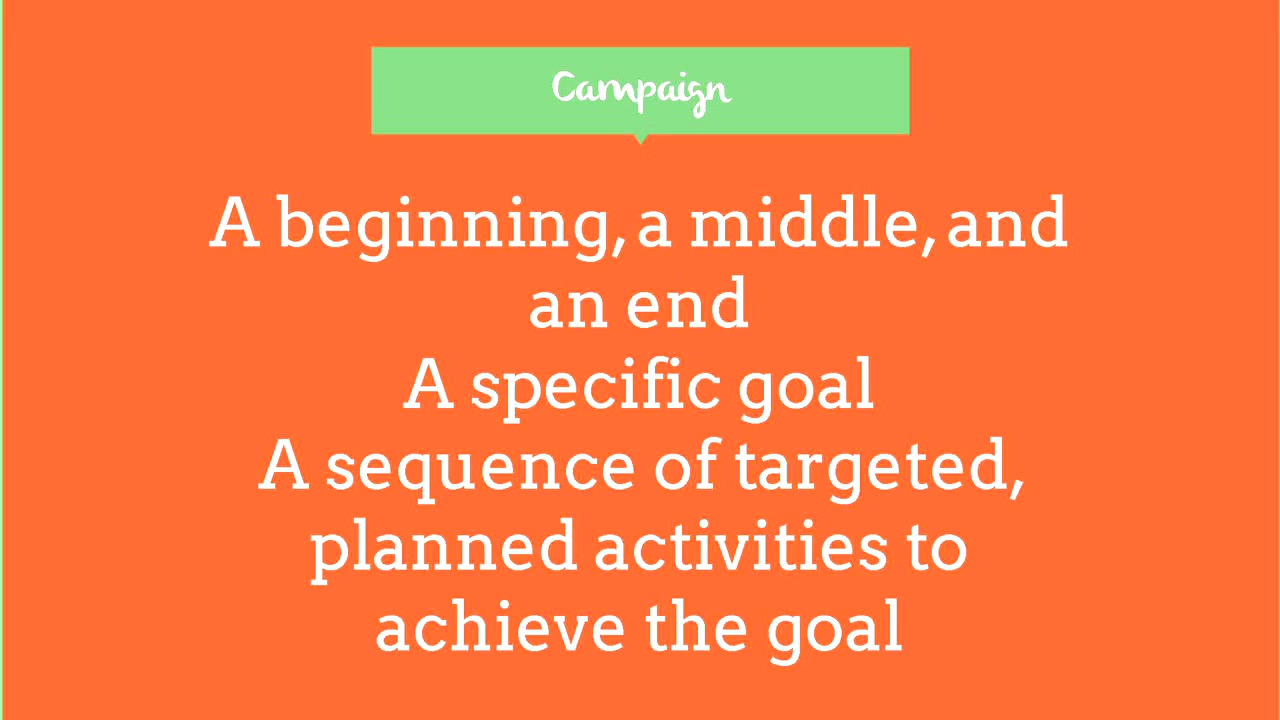 Campaign
A beginning, a middle, and
an end
A specific goal
A sequence of targeted,
planned activities to
achieve the goal